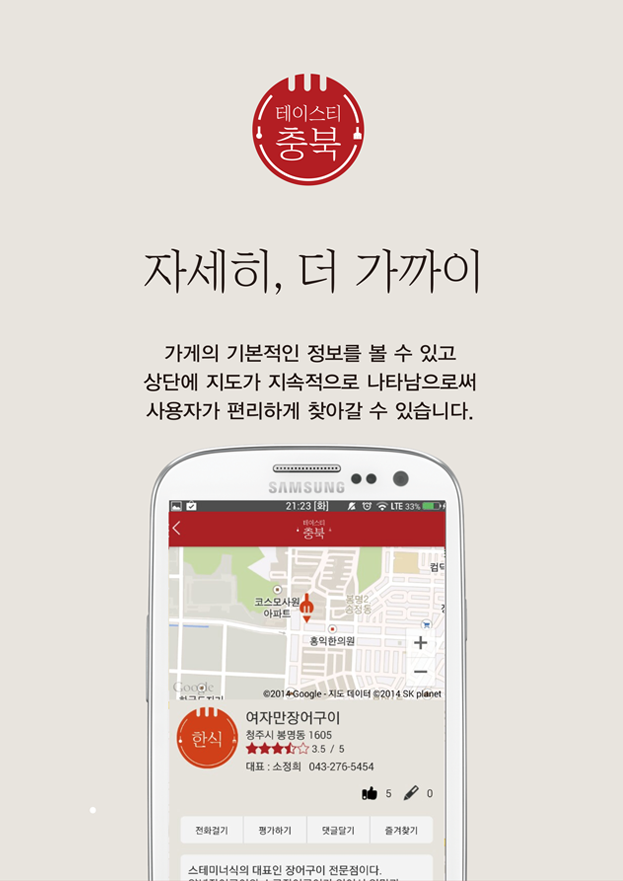 테이스티
충북
자세히, 더 가까이
가게의 기본적인 정보를 볼 수 있고
상단에 지도가 지속적으로 나타남으로써
사용자가 편리하게 찾아갈 수 있습니다.
SAMSUNG
21:23 [화] LTE 33%
테이스티
충북
컴덕
코스모사원
아파트
봉명2
송정동
홍익한의원
+
−
Google
©2014 Google - 지도 데이터 ©2014 SK planet
한식
여자만장어구이
청주시 봉명동 1605
3.5 / 5
대표 : 소정희 043-276-5454
5 0
전화걸기 평가하기 댓글달기 즐겨찾기
스테미너식의 대표인 장어구이 전문점이다.